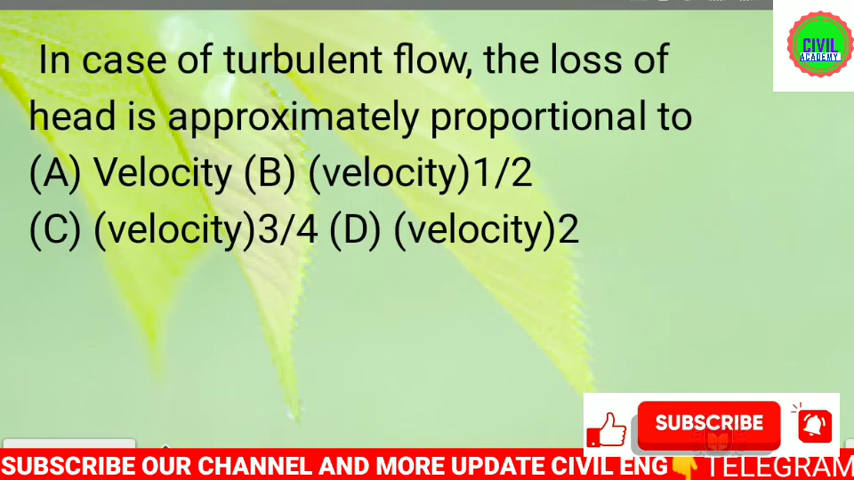 In case of turbulent flow, the loss of
head is approximately proportional to
(A) Velocity (B) (velocity)1/2
(C) (velocity)3/4 (D) (velocity)2
CIVIL
ACADEMY
SUBSCRIBE
SUBSCRIBE OUR CHANNEL AND MORE UPDATE CIVIL ENG👇 TELEGRAM